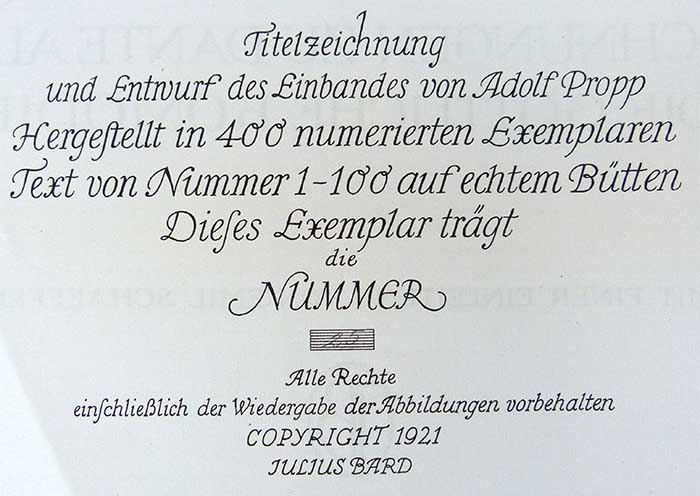 Titelzeichnung
und Entwurf des Einbandes von Adolf Propp
Hergeſtellt in 400 numerierten Exemplaren
Text von Nummer 1-100 auf echtem Bütten
Dieſes Exemplar trägt
die
NUMMER
25
Alle Rechte
einſchließlich der Wiedergabe der Abbildungen vorbehalten
COPYRIGHT 1921
JULIUS BARD